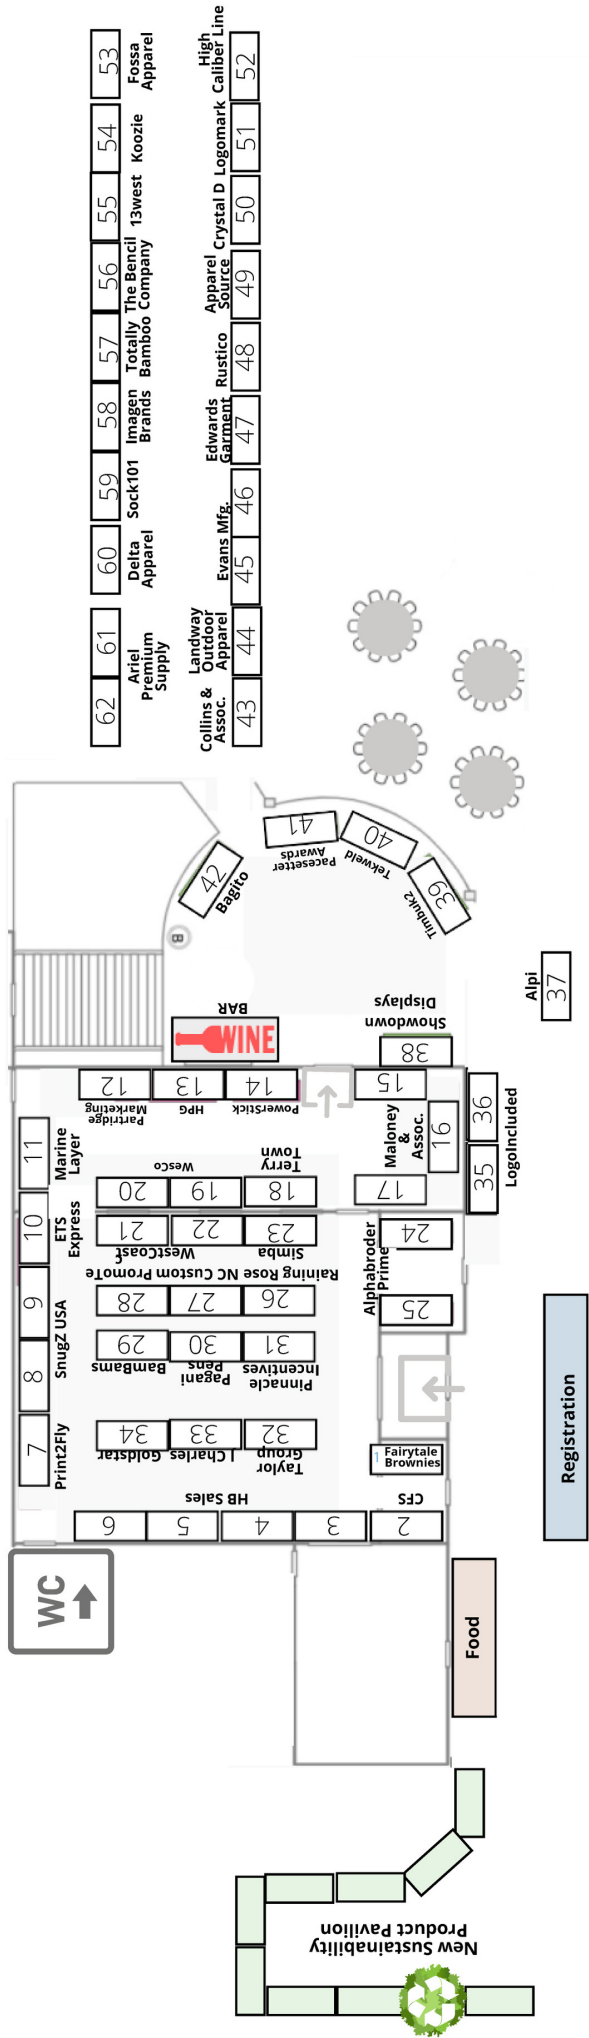 53
Fossa
Apparel
54
Koozie
55
13west
56
The Bencil
Company
57
Totally
Bamboo
58
Imagen
Brands
59
Sock101
60
Delta
Apparel
61
62
Ariel
Premium
Supply
High
Caliber Line
52
Logomark
51
Crystal D
50
Apparel
Source
49
Rustico
48
Edwards
Garment
47
46
Evans Mfg.
45
Landway
Outdoor
Apparel
44
Collins &
Assoc.
43
42
Bagito
41
Pacesetter
Awards
40
Tekweld
39
Timbuk2
B
Alpi
37
BAR
WINE
Showdown
Displays
38
12
Partridge
Marketing
13
HPG
14
PowerStick
15
Maloney
&
Assoc.
16
17
36
35
LogoIncluded
11
Marine
Layer
10
ETS
Express
9
SnugZ USA
8
7
Print2Fly
WesCo
20
19
Terry
Town
18
21
22
WestCoast
23
Simba
24
Alphabroder
Prime
25
Raining Rose
NC Custom
PromoTe
28
27
26
29
BamBams
30
Pagani
Pens
31
Pinnacle
Incentives
34
Goldstar
33
J Charles
32
Taylor
Group
1
Fairytale
Brownies
HB Sales
CFS
6
5
4
3
2
Registration
WC
Food
New Sustainability
Product Pavilion